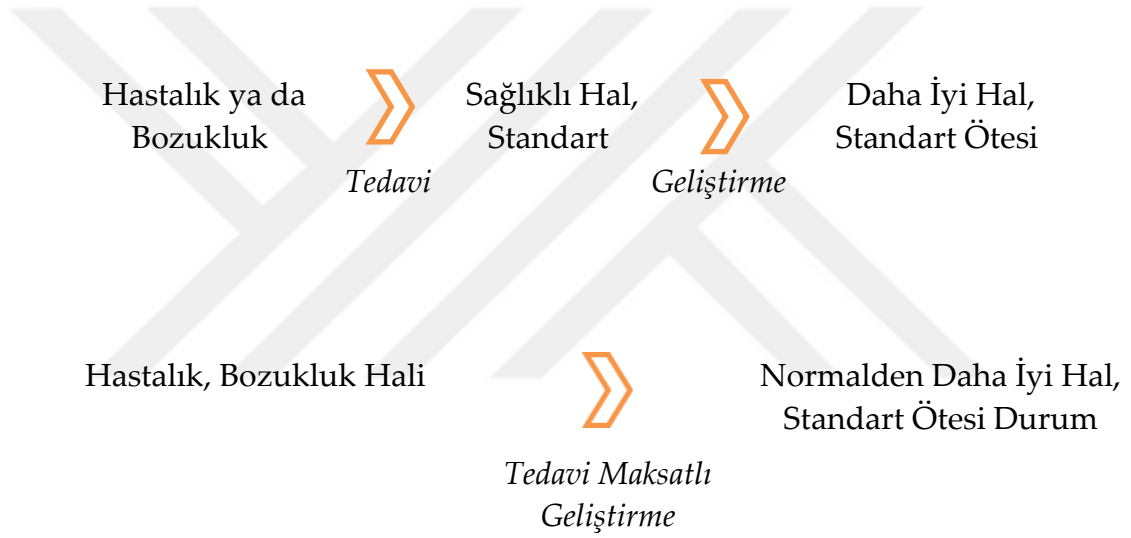 Hastalık ya da
Bozukluk
Tedavi
Sağlıklı Hal,
Standart
Geliştirme
Daha İyi Hal,
Standart Ötesi
Hastalık, Bozukluk Hali
Tedavi Maksatlı
Geliştirme
Normalden Daha İyi Hal,
Standart Ötesi Durum